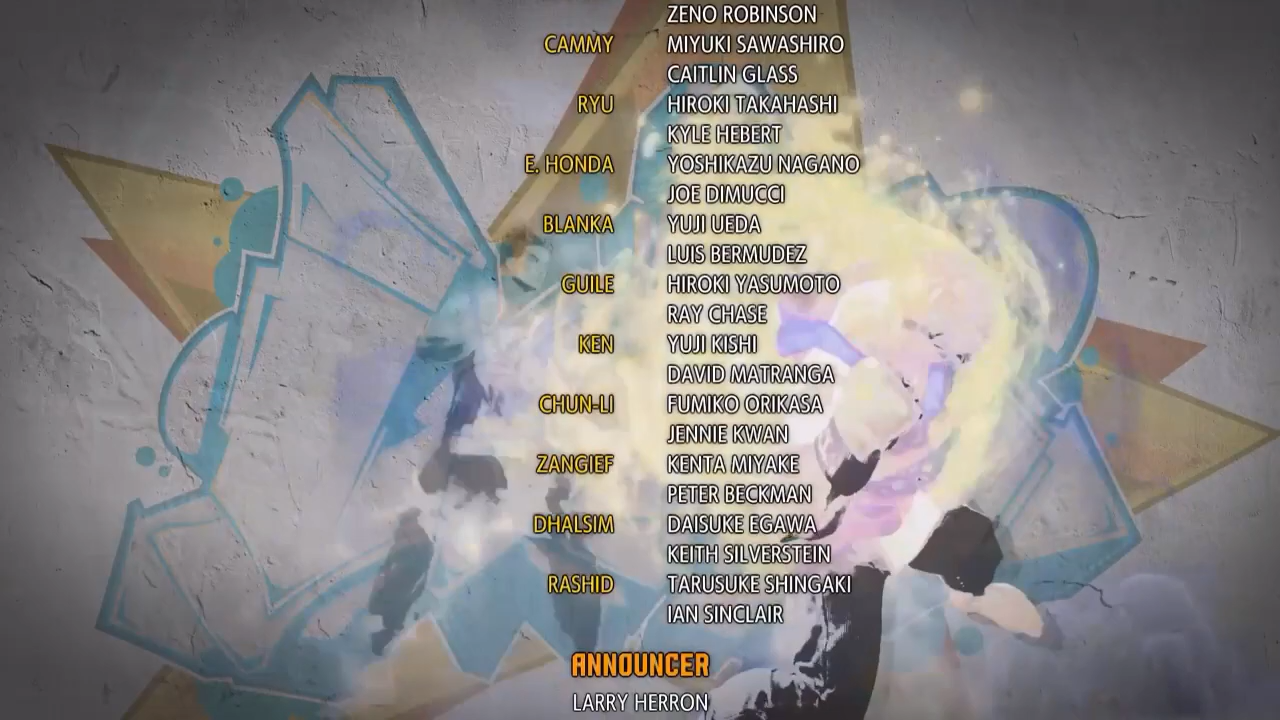 ZENO ROBINSON
CAMMY MIYUKI SAWASHIRO
CAITLIN GLASS
RYU HIROKI TAKAHASHI
KYLE HEBERT
E. HONDA YOSHIKAZU NAGANO
JOE DIMUCCI
BLANKA YUJI UEDA
LUIS BERMUDEZ
GUILE HIROKI YASUMOTO
RAY CHASE
KEN YUJI KISHI
DAVID MATRANGA
CHUN-LI FUMIKO ORIKASA
JENNIE KWAN
ZANGIEF KENTA MIYAKE
PETER BECKMAN
DHALSIM DAISUKE EGAWA
KEITH SILVERSTEIN
RASHID TARUSUKE SHINGAKI
IAN SINCLAIR
ANNOUNCER
LARRY HERRON